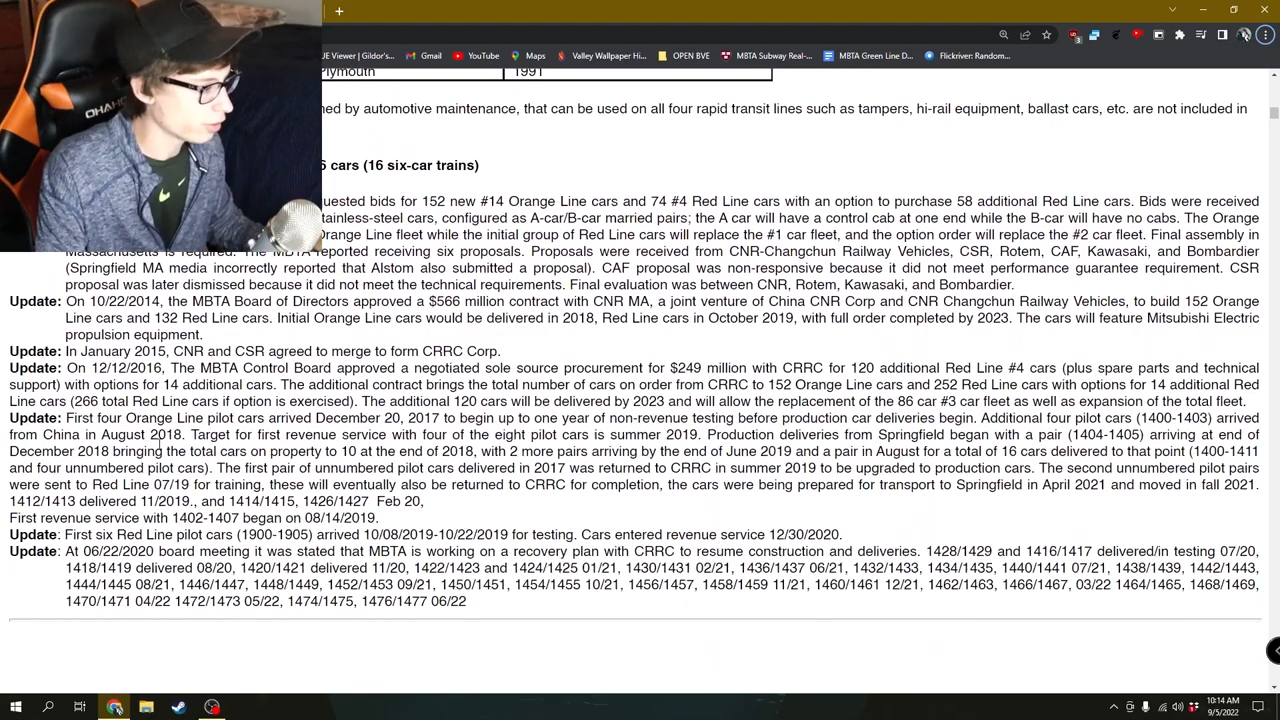 OHAHO
UE Viewer (Gildor's...
Gmail
YouTube
Maps
Valley Wallpaper Hi...
OPEN BVE
MBTA Subway Real-...
MBTA Green Line D...
Flickriver: Random...
Plymouth
1991
ned by automotive maintenance, that can be used on all four rapid transit lines such as tampers, hi-rail equipment, ballast cars, etc. are not included in
6 cars (16 six-car trains)
uested bids for 152 new #14 Orange Line cars and 74 #4 Red Line cars with an option to purchase 58 additional Red Line cars. Bids were received
tainless-steel cars, configured as A-car/B-car married pairs; the A car will have a control cab at one end while the B-car will have no cabs. The Orange
Orange Line fleet while the initial group of Red Line cars will replace the #1 car fleet, and the option order will replace the #2 car fleet. Final assembly in
Massachusetts is required. The MBTA reported receiving six proposals. Proposals were received from CNR-Changchun Railway Vehicles, CSR, Rotem, CAF, Kawasaki, and Bombardier
(Springfield MA media incorrectly reported that Alstom also submitted a proposal). CAF proposal was non-responsive because it did not meet performance guarantee requirement. CSR
proposal was later dismissed because it did not meet the technical requirements. Final evaluation was between CNR, Rotem, Kawasaki, and Bombardier.
Update: On 10/22/2014, the MBTA Board of Directors approved a $566 million contract with CNR MA, a joint venture of China CNR Corp and CNR Changchun Railway Vehicles, to build 152 Orange
Line cars and 132 Red Line cars. Initial Orange Line cars would be delivered in 2018, Red Line cars in October 2019, with full order completed by 2023. The cars will feature Mitsubishi Electric
propulsion equipment.
Update: In January 2015, CNR and CSR agreed to merge to form CRRC Corp.
Update: On 12/12/2016, The MBTA Control Board approved a negotiated sole source procurement for $249 million with CRRC for 120 additional Red Line #4 cars (plus spare parts and technical
support) with options for 14 additional cars. The additional contract brings the total number of cars on order from CRRC to 152 Orange Line cars and 252 Red Line cars with options for 14 additional Red
Line cars (266 total Red Line cars if option is exercised). The additional 120 cars will be delivered by 2023 and will allow the replacement of the 86 car #3 car fleet as well as expansion of the total fleet.
Update: First four Orange Line pilot cars arrived December 20, 2017 to begin up to one year of non-revenue testing before production car deliveries begin. Additional four pilot cars (1400-1403) arrived
from China in August 2018. Target for first revenue service with four of the eight pilot cars is summer 2019. Production deliveries from Springfield began with a pair (1404-1405) arriving at end of
December 2018 bringing the total cars on property to 10 at the end of 2018, with 2 more pairs arriving by the end of June 2019 and a pair in August for a total of 16 cars delivered to that point (1400-1411
and four unnumbered pilot cars). The first pair of unnumbered pilot cars delivered in 2017 was returned to CRRC in summer 2019 to be upgraded to production cars. The second unnumbered pilot pairs
were sent to Red Line 07/19 for training, these will eventually also be returned to CRRC for completion, the cars were being prepared for transport to Springfield in April 2021 and moved in fall 2021.
1412/1413 delivered 11/2019., and 1414/1415, 1426/1427 Feb 20,
First revenue service with 1402-1407 began on 08/14/2019.
Update: First six Red Line pilot cars (1900-1905) arrived 10/08/2019-10/22/2019 for testing. Cars entered revenue service 12/30/2020.
Update: At 06/22/2020 board meeting it was stated that MBTA is working on a recovery plan with CRRC to resume construction and deliveries. 1428/1429 and 1416/1417 delivered/in testing 07/20,
1418/1419 delivered 08/20, 1420/1421 delivered 11/20, 1422/1423 and 1424/1425 01/21, 1430/1431 02/21, 1436/1437 06/21, 1432/1433, 1434/1435, 1440/1441 07/21, 1438/1439, 1442/1443,
1444/1445 08/21, 1446/1447, 1448/1449, 1452/1453 09/21, 1450/1451, 1454/1455 10/21, 1456/1457, 1458/1459 11/21, 1460/1461 12/21, 1462/1463, 1466/1467, 03/22 1464/1465, 1468/1469,
1470/1471 04/22 1472/1473 05/22, 1474/1475, 1476/1477 06/22
10:14 AM
9/5/2022